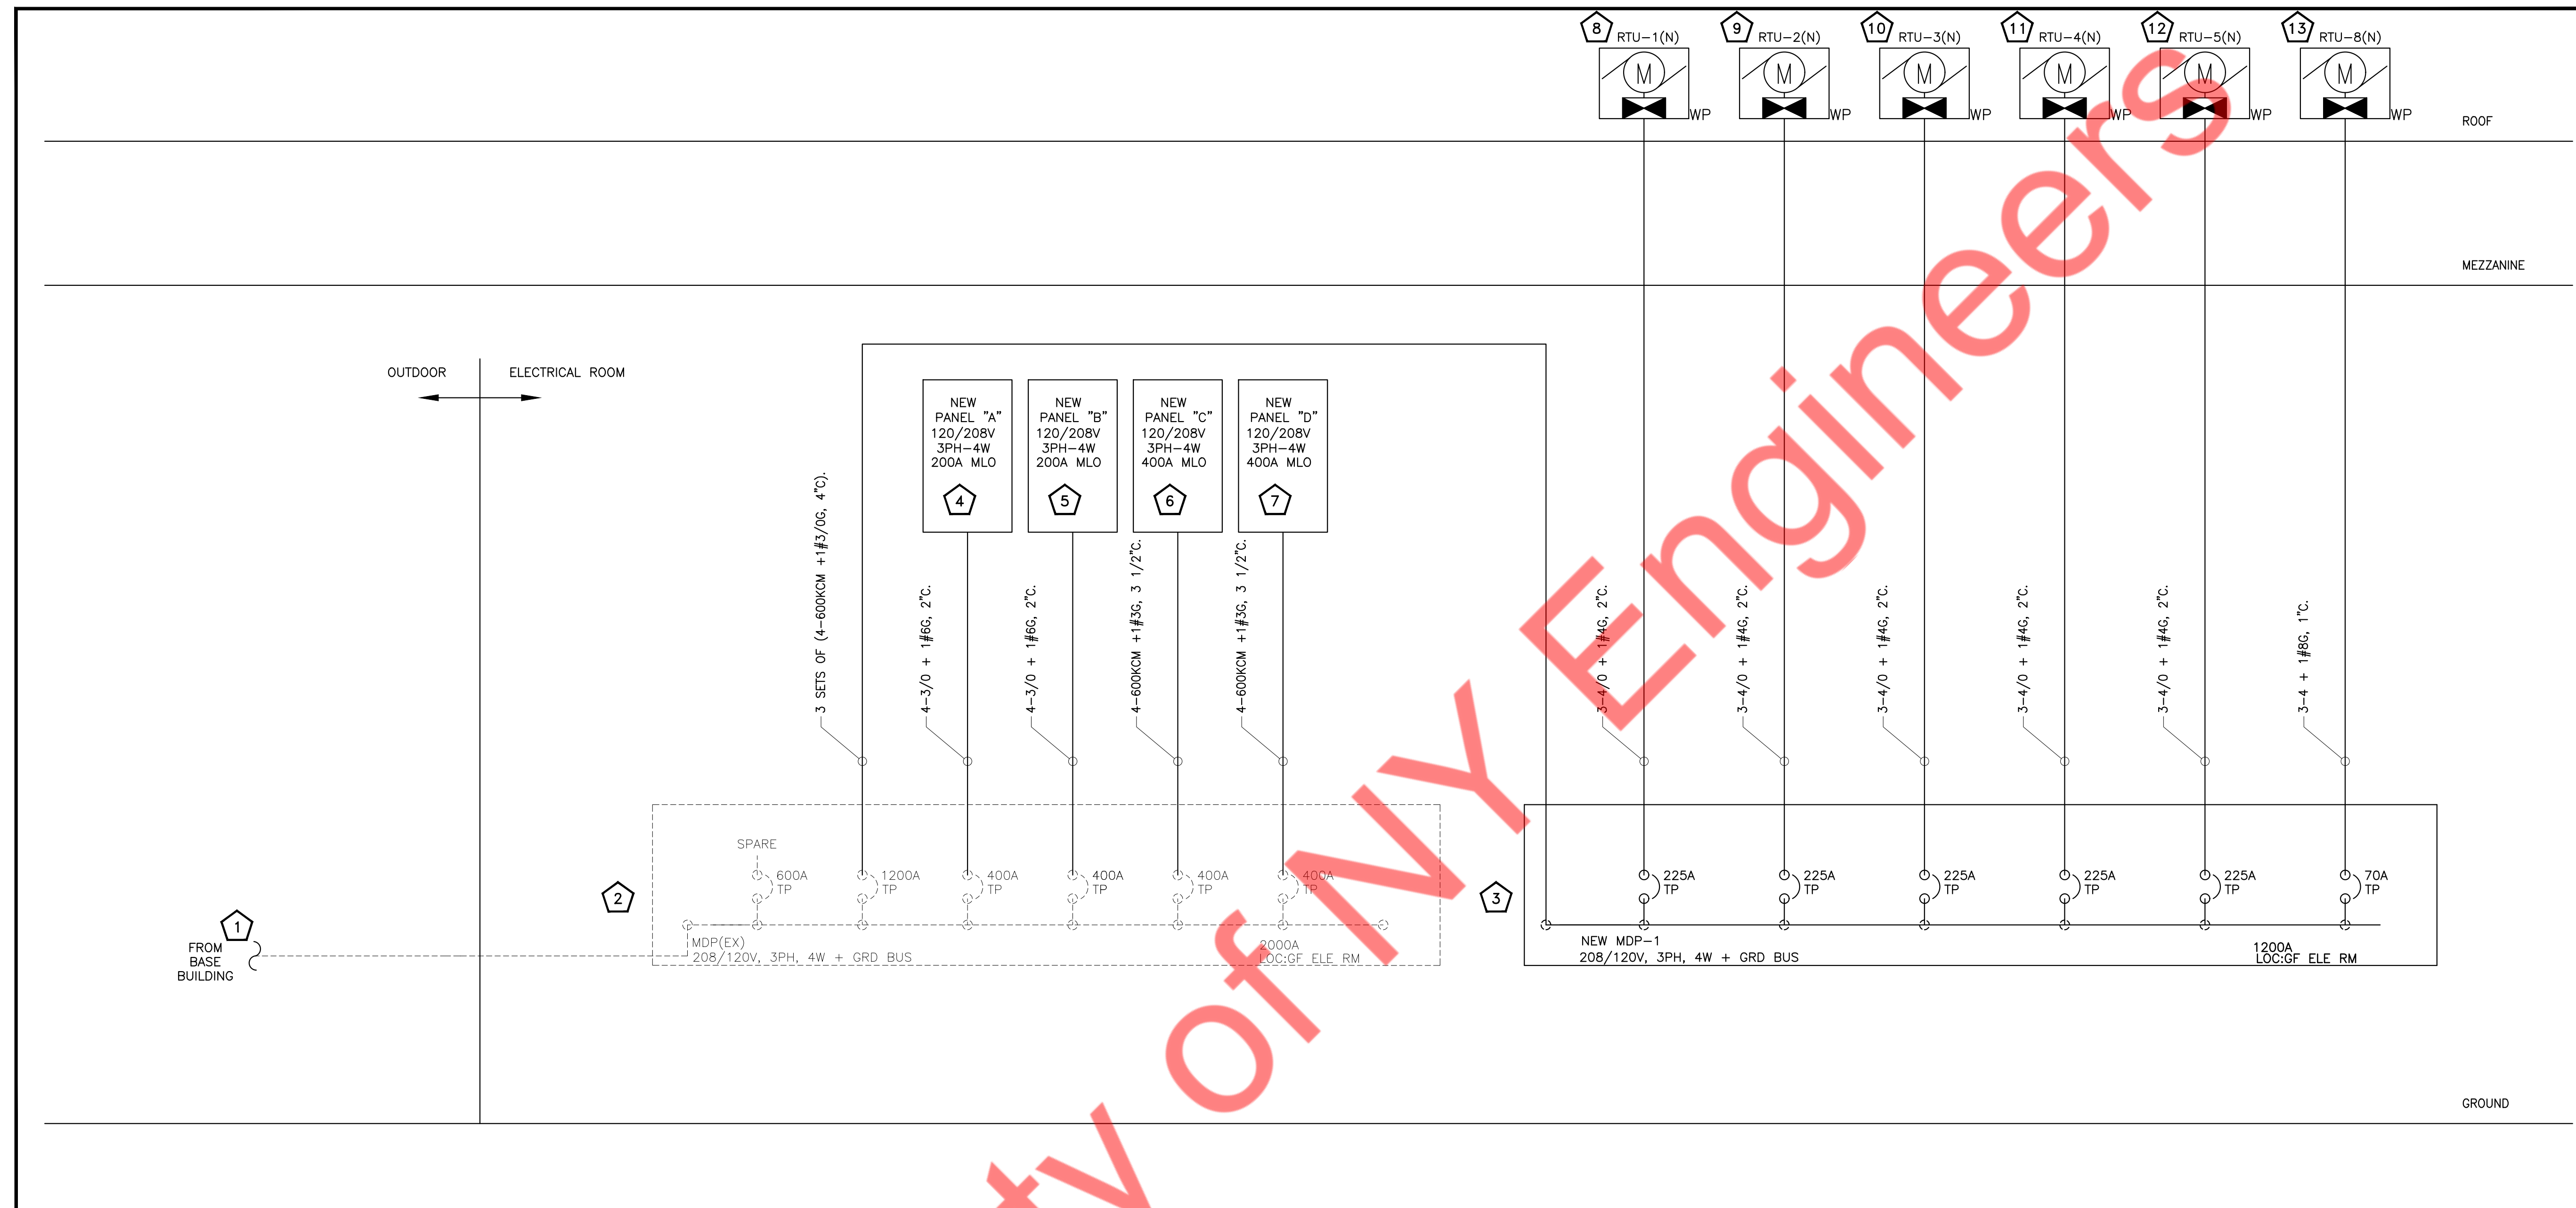 8 RTU-1(N)
9 RTU-2(N)
10 RTU-3(N)
11 RTU-4(N)
12 RTU-5(N)
13 RTU-8(N)
M
M
M
M
M
M
WP
WP
WP
WP
WP
WP
ROOF
MEZZANINE
OUTDOOR
ELECTRICAL ROOM
NEW
PANEL "A"
120/208V
3PH-4W
200A MLO
4
NEW
PANEL "B"
120/208V
3PH-4W
200A MLO
5
NEW
PANEL "C"
120/208V
3PH-4W
400A MLO
6
NEW
PANEL "D"
120/208V
3PH-4W
400A MLO
7
3 SETS OF (4-600KCM +1#3/0G, 4"C).
4-3/0 + 1#6G, 2"C.
4-3/0 + 1#6G, 2"C.
4-600KCM +1#3G, 3 1/2"C.
4-600KCM +1#3G, 3 1/2"C.
3-4/0 + 1#4G, 2"C.
3-4/0 + 1#4G, 2"C.
3-4/0 + 1#4G, 2"C.
3-4/0 + 1#4G, 2"C.
3-4/0 + 1#4G, 2"C.
3-4 + 1#8G, 1"C.
1
FROM
BASE
BUILDING
2
SPARE
600A
TP
1200A
TP
400A
TP
400A
TP
400A
TP
400A
TP
MDP(EX)
208/120V, 3PH, 4W + GRD BUS
2000A
LOC:GF ELE RM
3
225A
TP
225A
TP
225A
TP
225A
TP
225A
TP
70A
TP
NEW MDP-1
208/120V, 3PH, 4W + GRD BUS
1200A
LOC:GF ELE RM
GROUND
ty of NY Engineers